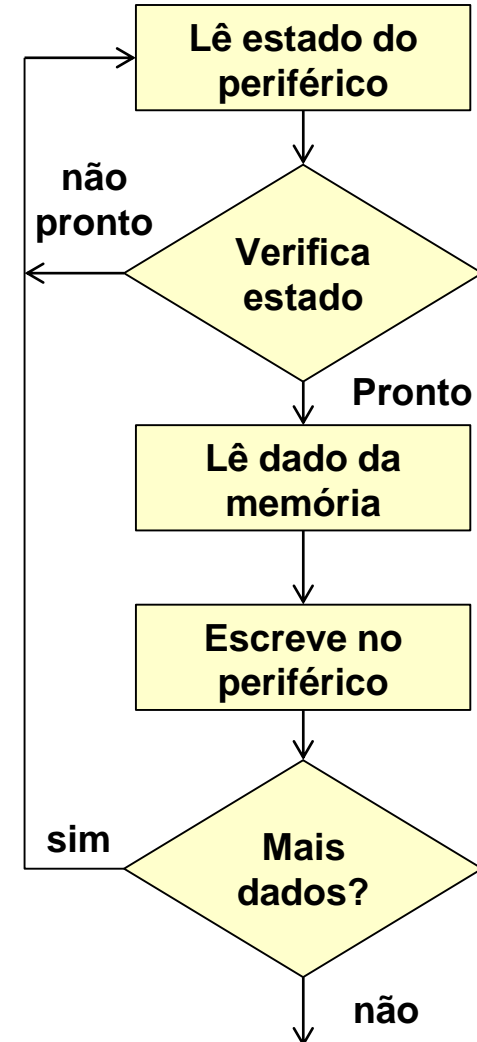 Lê estado do
periférico
não
pronto
Verifica
estado
Pronto
Lê dado da
memória
Escreve no
periférico
sim
Mais
dados?
não